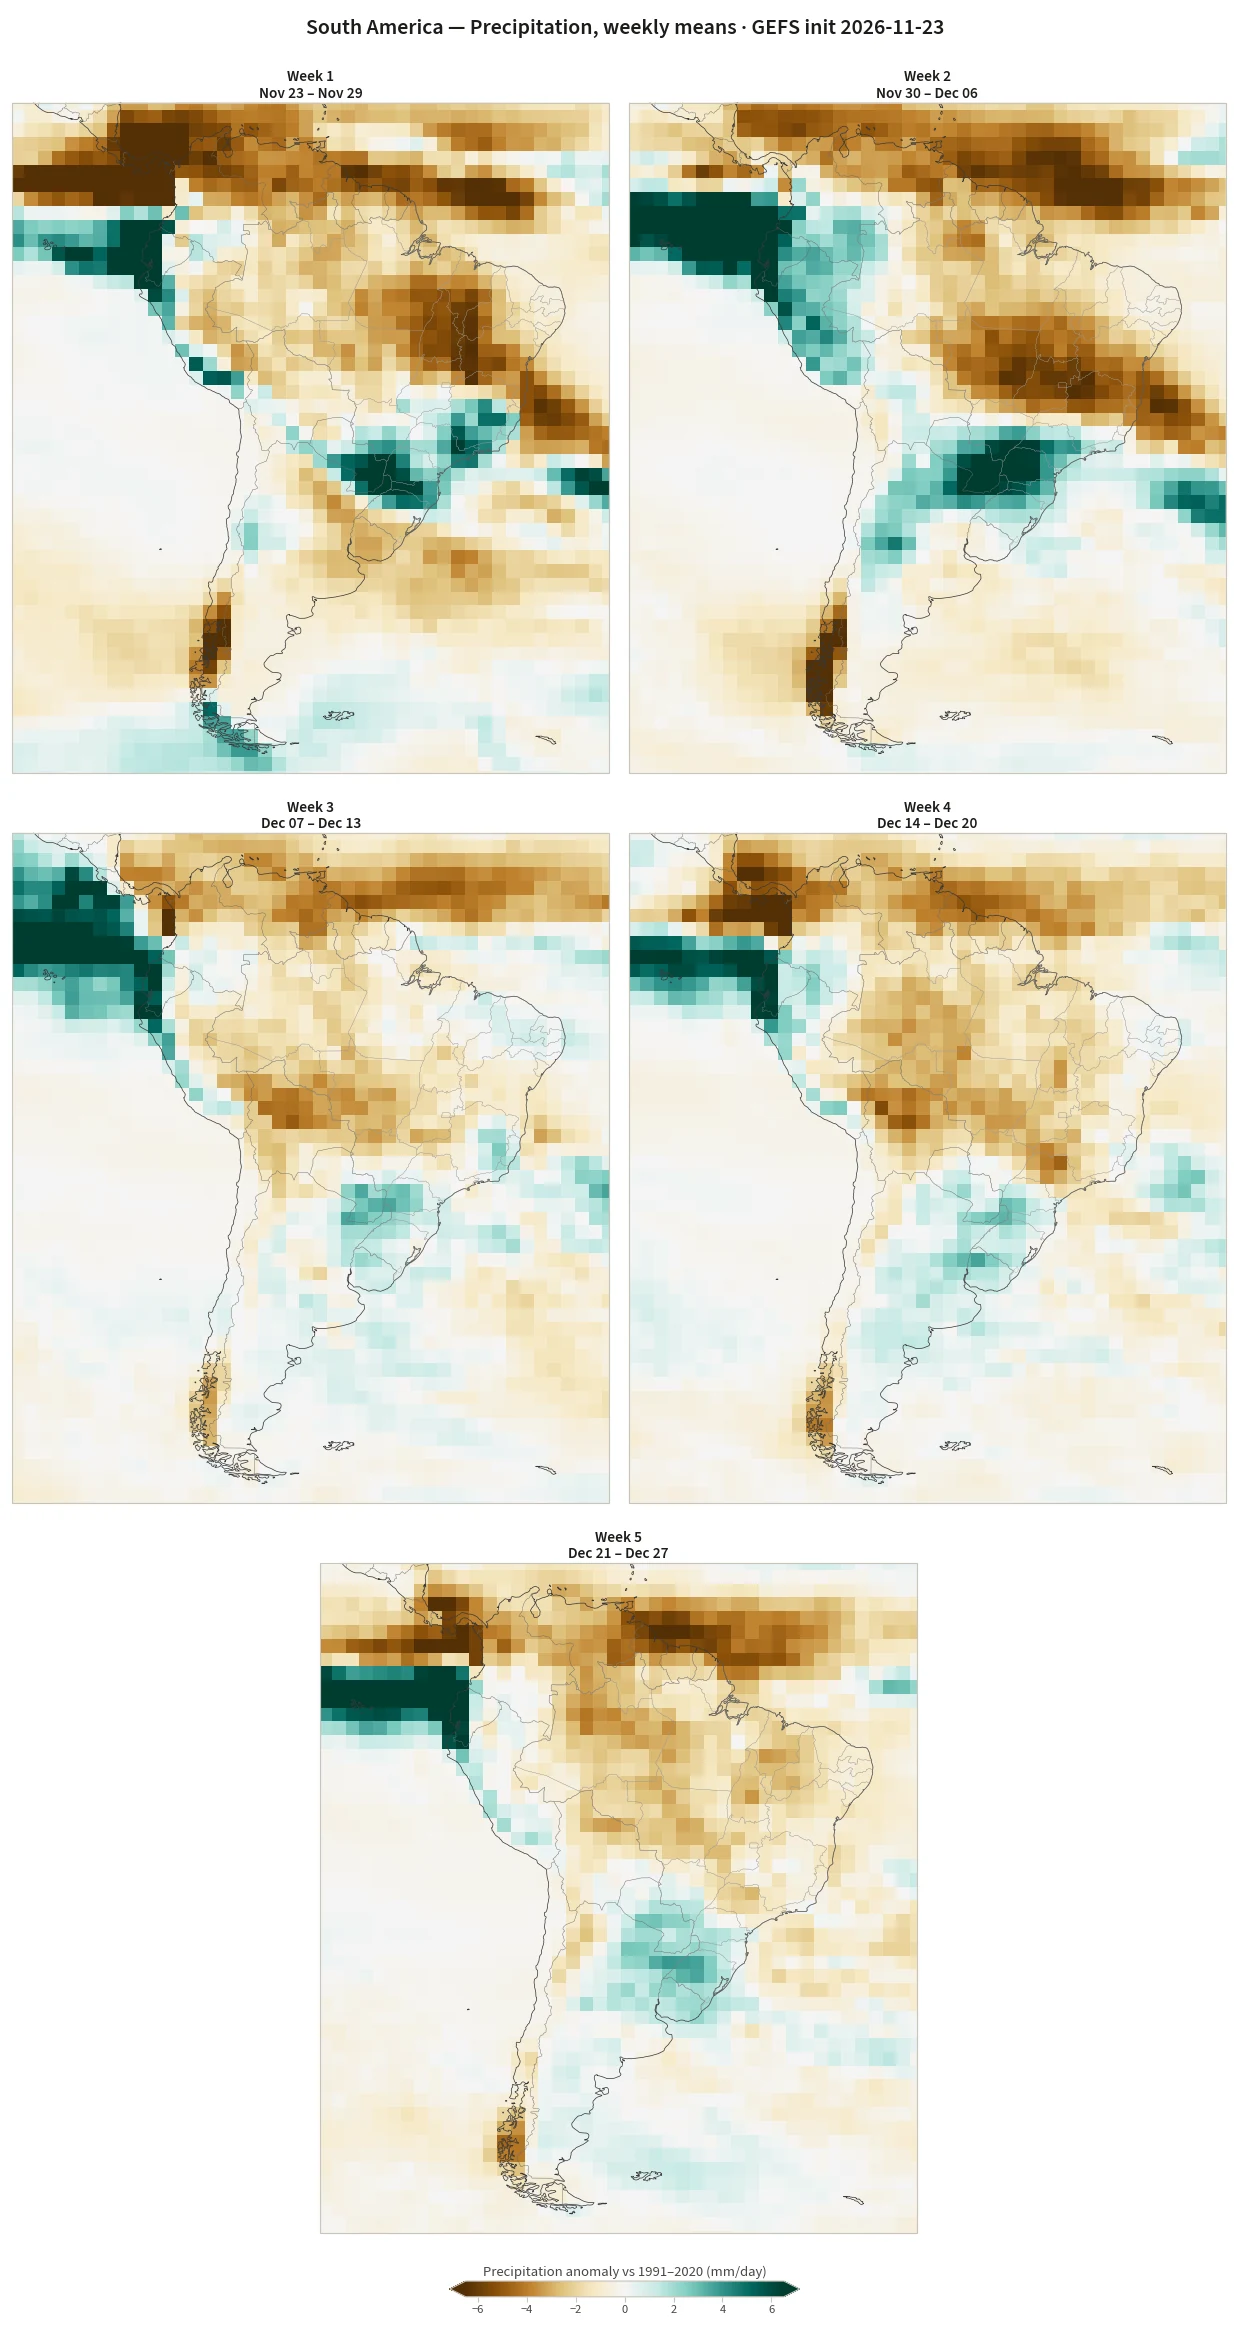 South America — Precipitation, weekly means · GEFS init 2026-11-23
Week 1
Nov 23 – Nov 29
Week 2
Nov 30 – Dec 06
Week 3
Dec 07 – Dec 13
Week 4
Dec 14 – Dec 20
Week 5
Dec 21 – Dec 27
Precipitation anomaly vs 1991–2020 (mm/day)
−6 −4 −2 0 2 4 6